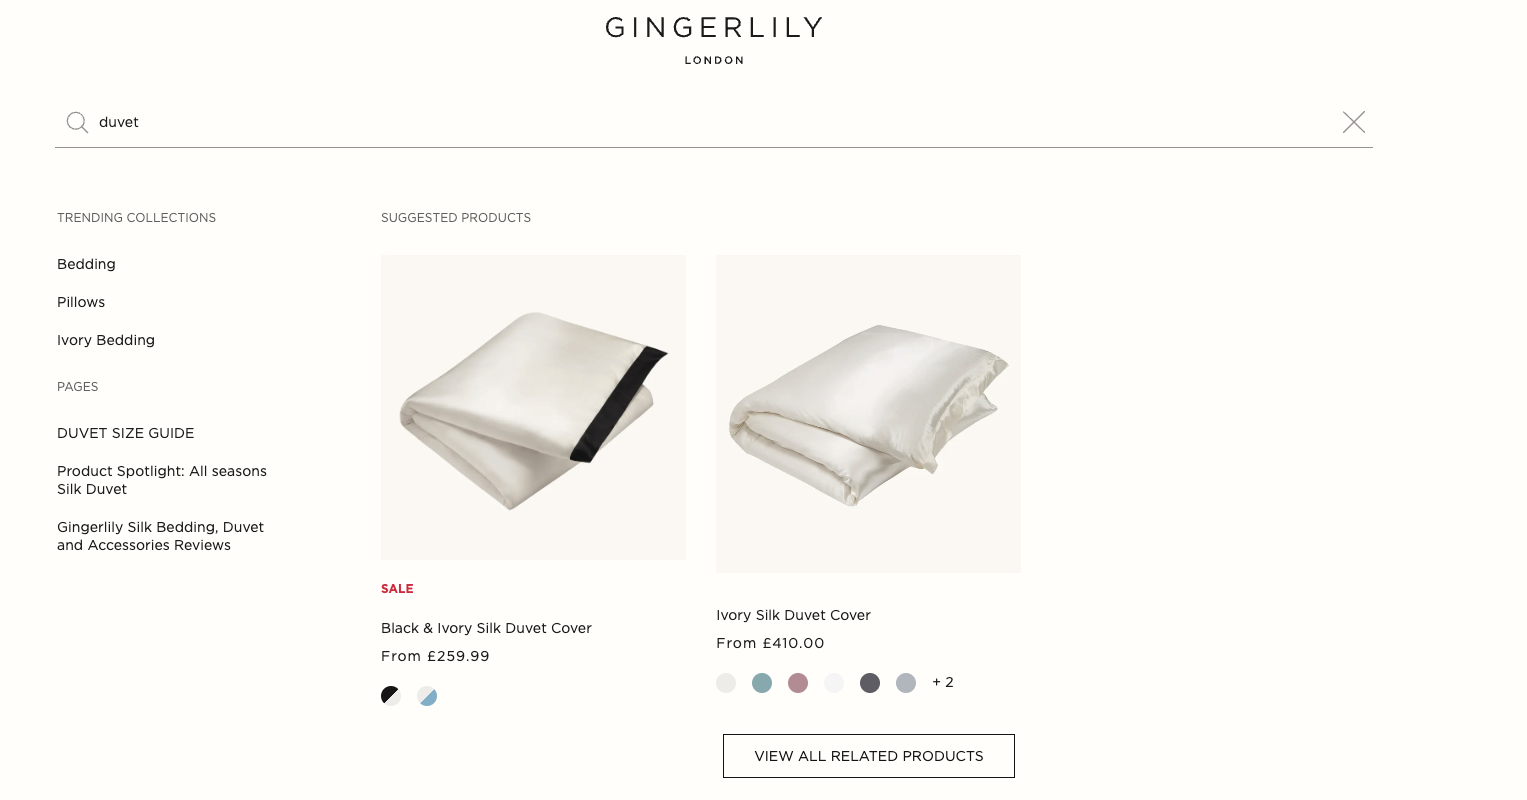 GINGERLILY
LONDON
duvet
TRENDING COLLECTIONS
Bedding
Pillows
Ivory Bedding
PAGES
DUVET SIZE GUIDE
Product Spotlight: All seasons
Silk Duvet
Gingerlily Silk Bedding, Duvet
and Accessories Reviews
SUGGESTED PRODUCTS
SALE
Black & Ivory Silk Duvet Cover
From £259.99
Ivory Silk Duvet Cover
From £410.00
+ 2
VIEW ALL RELATED PRODUCTS